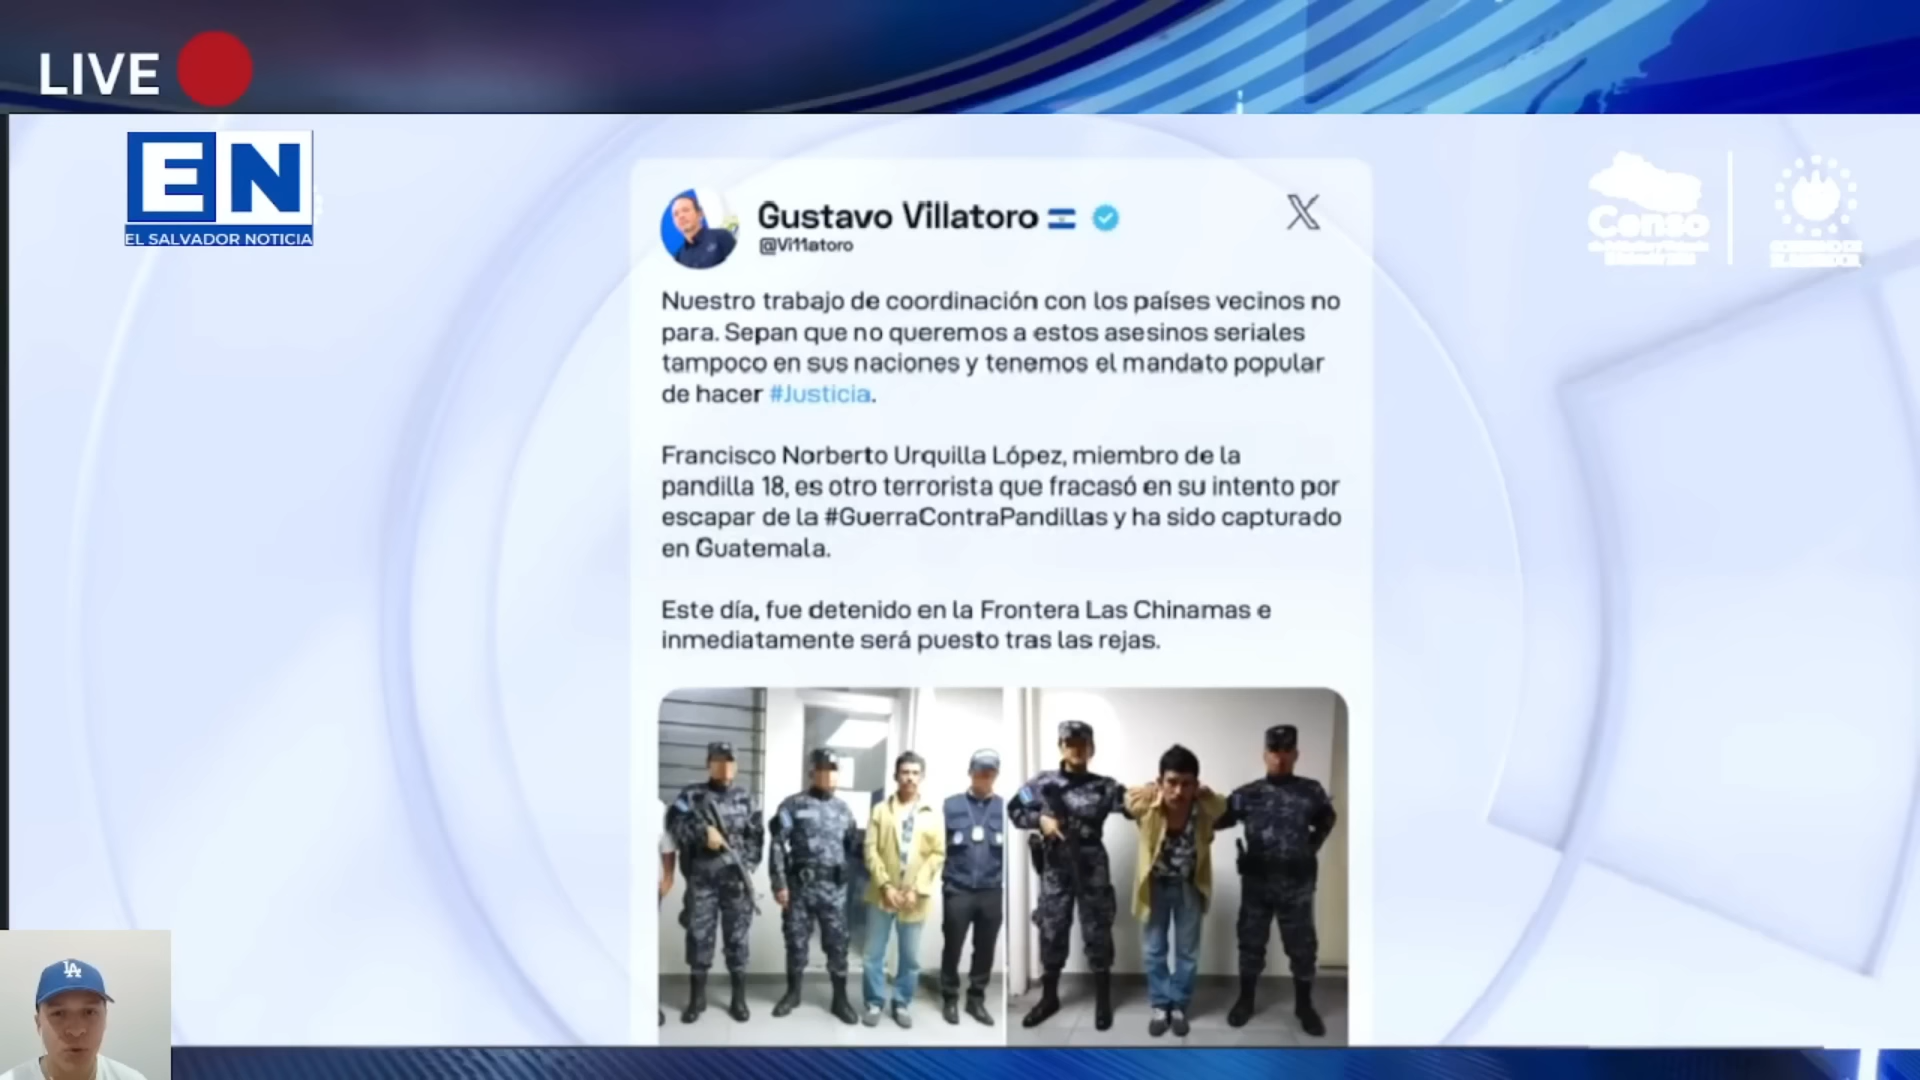 LIVE
EN
EL SALVADOR NOTICIA
Censo
Gustavo Villatoro
@Vi11atoro
Nuestro trabajo de coordinación con los países vecinos no
para. Sepan que no queremos a estos asesinos seriales
tampoco en sus naciones y tenemos el mandato popular
de hacer #Justicia.
Francisco Norberto Urquilla López, miembro de la
pandilla 18, es otro terrorista que fracasó en su intento por
escapar de la #GuerraContraPandillas y ha sido capturado
en Guatemala.
Este día, fue detenido en la Frontera Las Chinamas e
inmediatamente será puesto tras las rejas.
LA